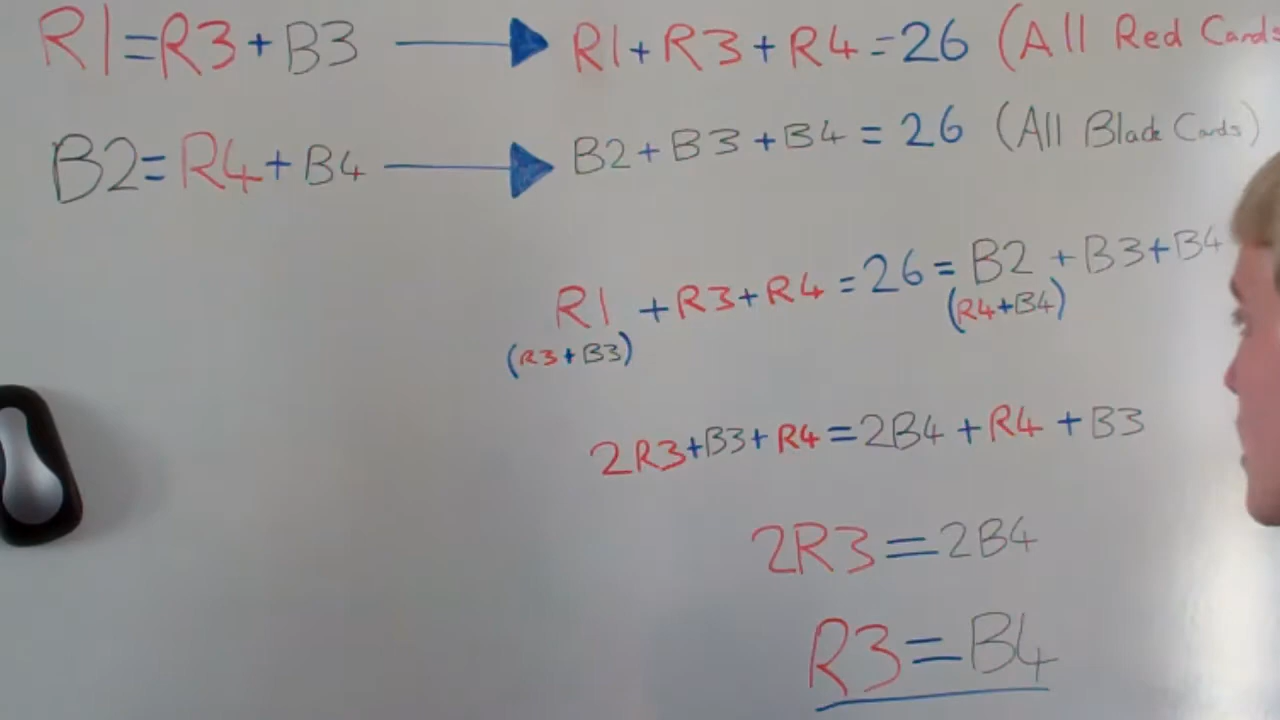 R1=R3+B3 → R1+R3+R4=26 (All Red Cards
B2=R4+B4 → B2+B3+B4=26 (All Black Cards)
R1+R3+R4=26=B2+B3+B4
(R3+B3) (R4+B4)
2R3+B3+R4=2B4+R4+B3
2R3=2B4
R3=B4